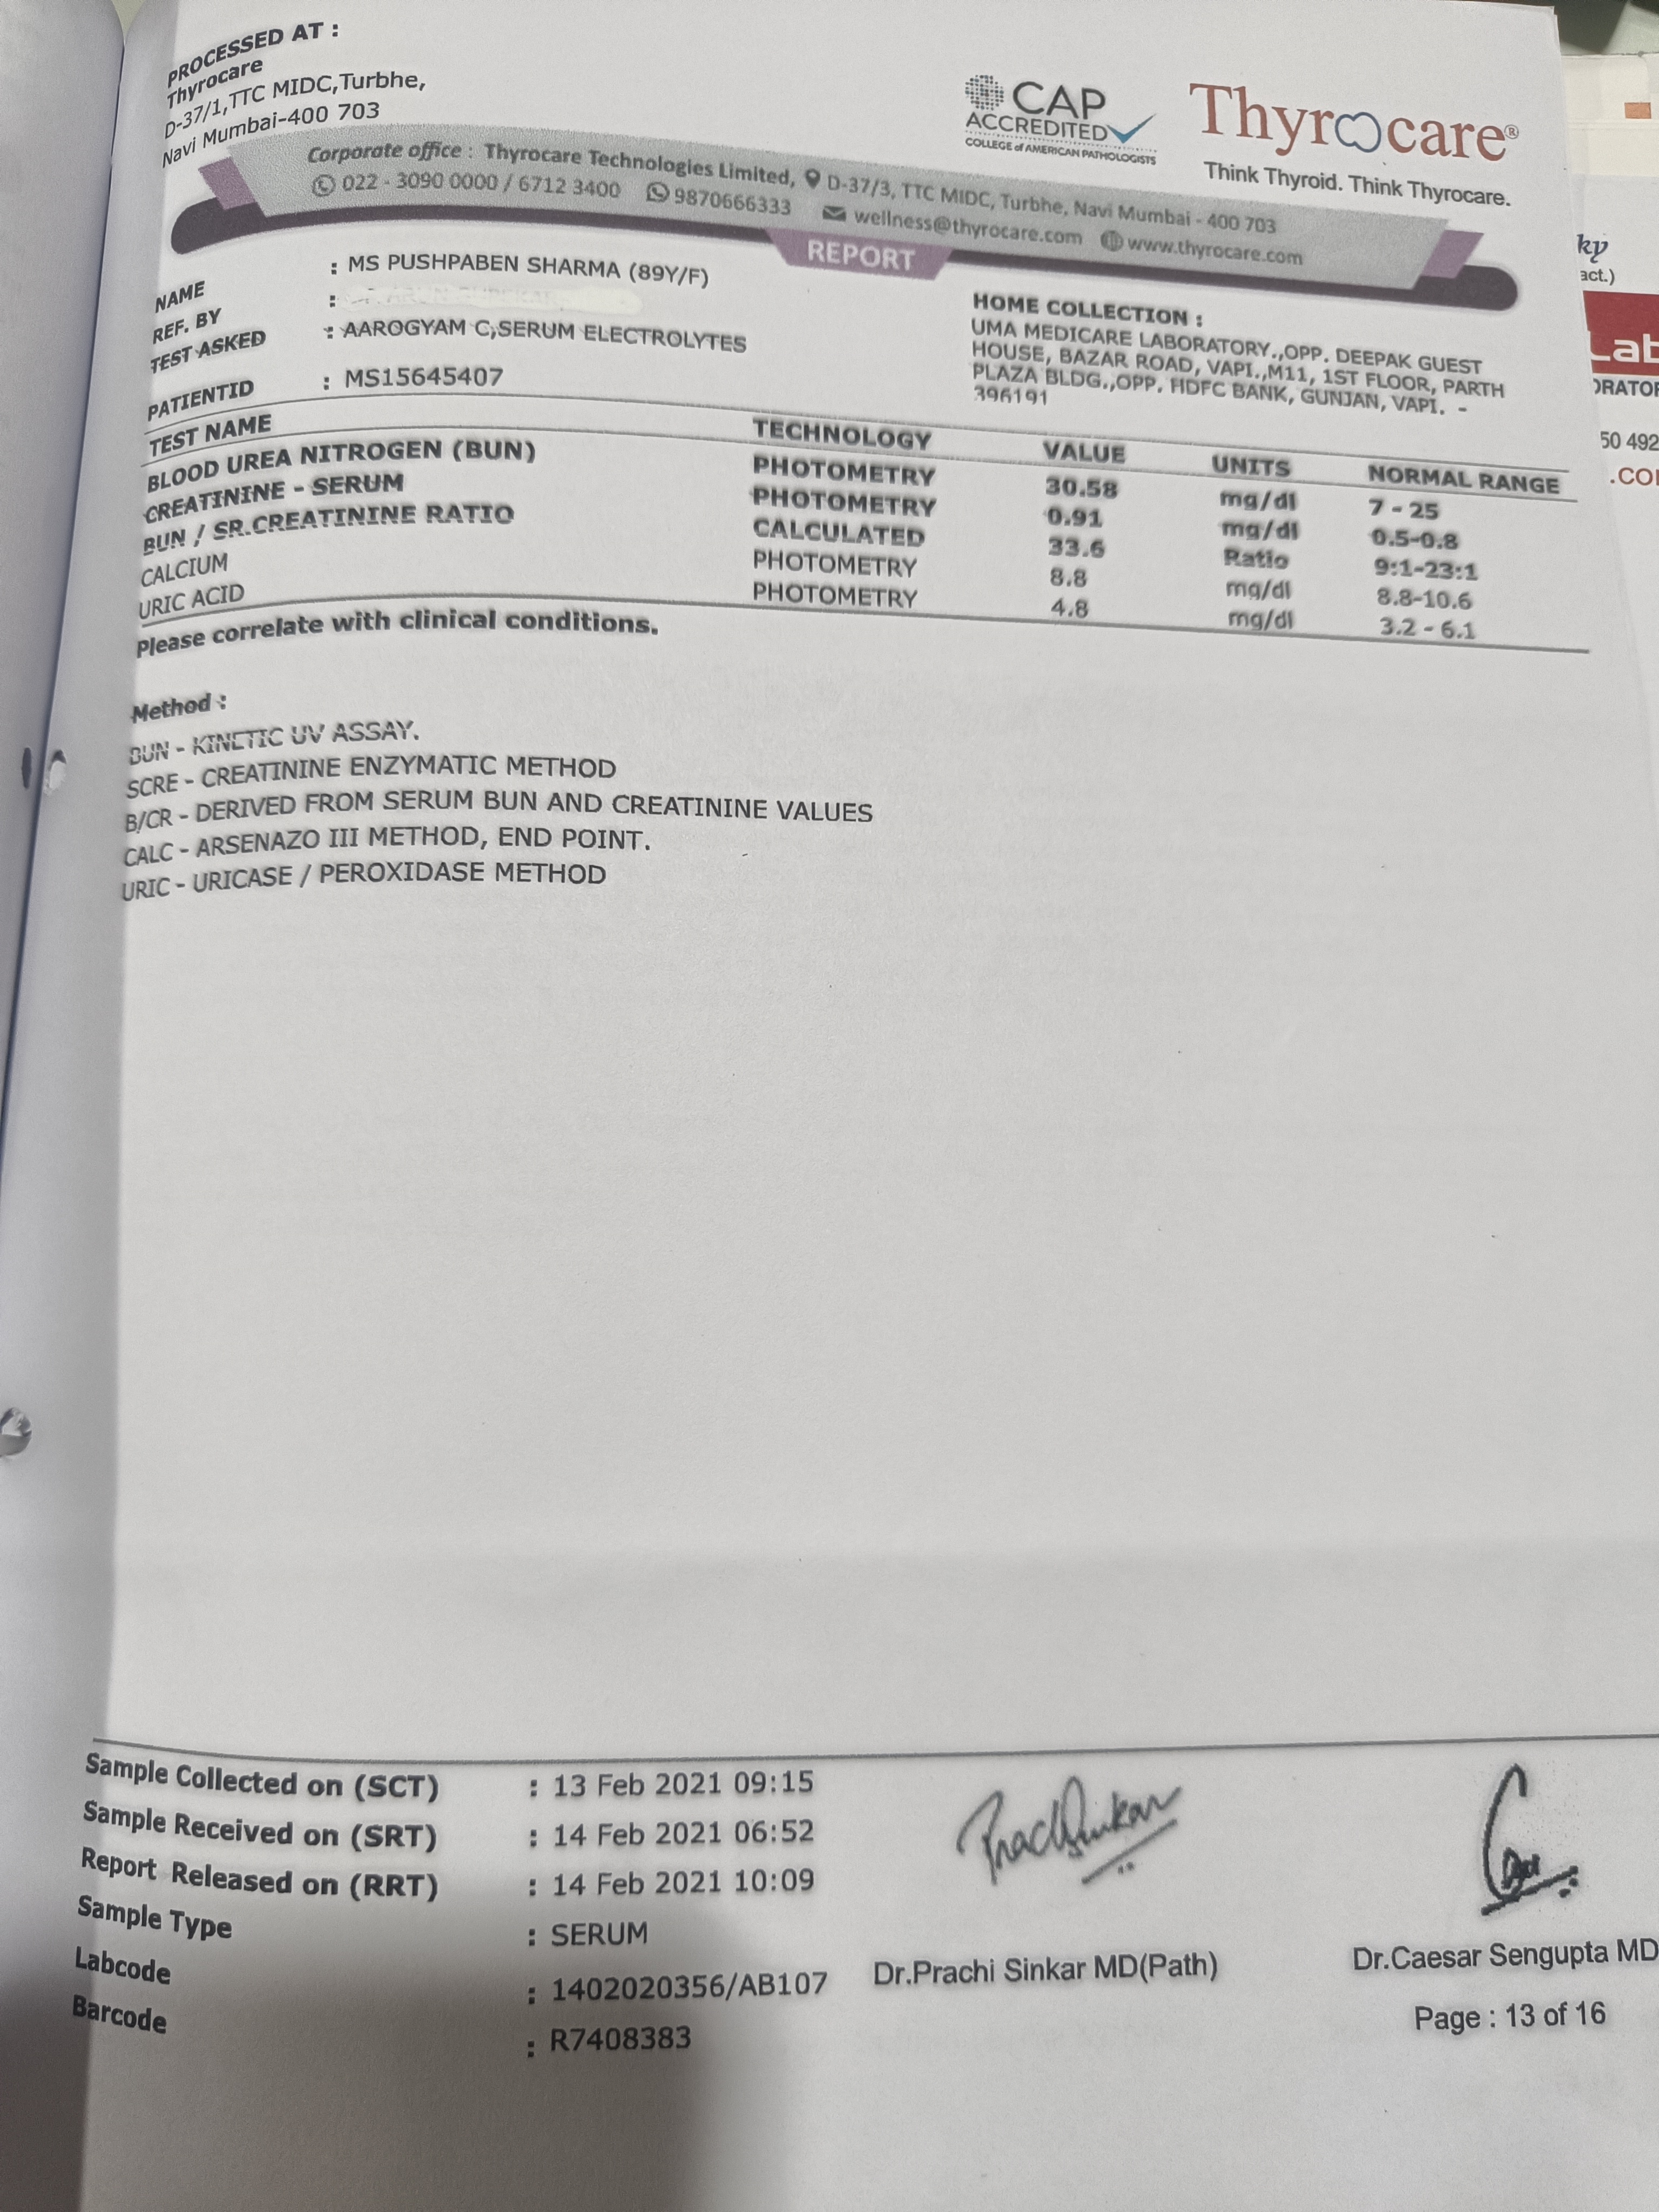 PROCESSED AT :
Thyrocare
D-37/1,TTC MIDC,Turbhe,
Navi Mumbai-400 703
CAP
ACCREDITED
COLLEGE of AMERICAN PATHOLOGISTS
Thyrocare®
Think Thyroid. Think Thyrocare.
Corporate office : Thyrocare Technologies Limited, D-37/3, TTC MIDC, Turbhe, Navi Mumbai - 400 703
022 - 3090 0000 / 6712 3400 9870666333 wellness@thyrocare.com www.thyrocare.com
REPORT
NAME : MS PUSHPABEN SHARMA (89Y/F)
REF. BY :
TEST ASKED : AAROGYAM C,SERUM ELECTROLYTES
PATIENTID : MS15645407
HOME COLLECTION :
UMA MEDICARE LABORATORY.,OPP. DEEPAK GUEST
HOUSE, BAZAR ROAD, VAPI.,M11, 1ST FLOOR, PARTH
PLAZA BLDG.,OPP. HDFC BANK, GUNJAN, VAPI. -
396191
TEST NAME TECHNOLOGY VALUE UNITS NORMAL RANGE
BLOOD UREA NITROGEN (BUN) PHOTOMETRY 30.58 mg/dl 7 - 25
CREATININE - SERUM PHOTOMETRY 0.91 mg/dl 0.5-0.8
BUN / SR.CREATININE RATIO CALCULATED 33.6 Ratio 9:1-23:1
CALCIUM PHOTOMETRY 8.8 mg/dl 8.8-10.6
URIC ACID PHOTOMETRY 4.8 mg/dl 3.2 - 6.1
Please correlate with clinical conditions.
Method :
BUN - KINETIC UV ASSAY.
SCRE - CREATININE ENZYMATIC METHOD
B/CR - DERIVED FROM SERUM BUN AND CREATININE VALUES
CALC - ARSENAZO III METHOD, END POINT.
URIC - URICASE / PEROXIDASE METHOD
Sample Collected on (SCT) : 13 Feb 2021 09:15
Sample Received on (SRT) : 14 Feb 2021 06:52
Report Released on (RRT) : 14 Feb 2021 10:09
Sample Type : SERUM
Labcode : 1402020356/AB107
Barcode : R7408383
Dr.Prachi Sinkar MD(Path)
Dr.Caesar Sengupta MD
Page : 13 of 16
ky
act.)
Lab
ORATOR
50 492
.CO